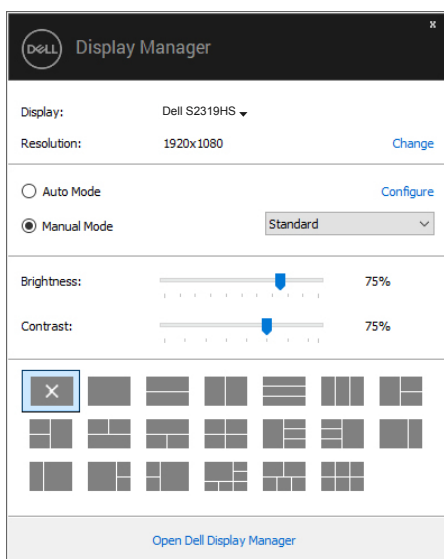 x
DELL Display Manager
Display: Dell S2319HS
Resolution: 1920x1080 Change
Auto Mode Configure
Manual Mode Standard
Brightness: 75%
Contrast: 75%
Open Dell Display Manager